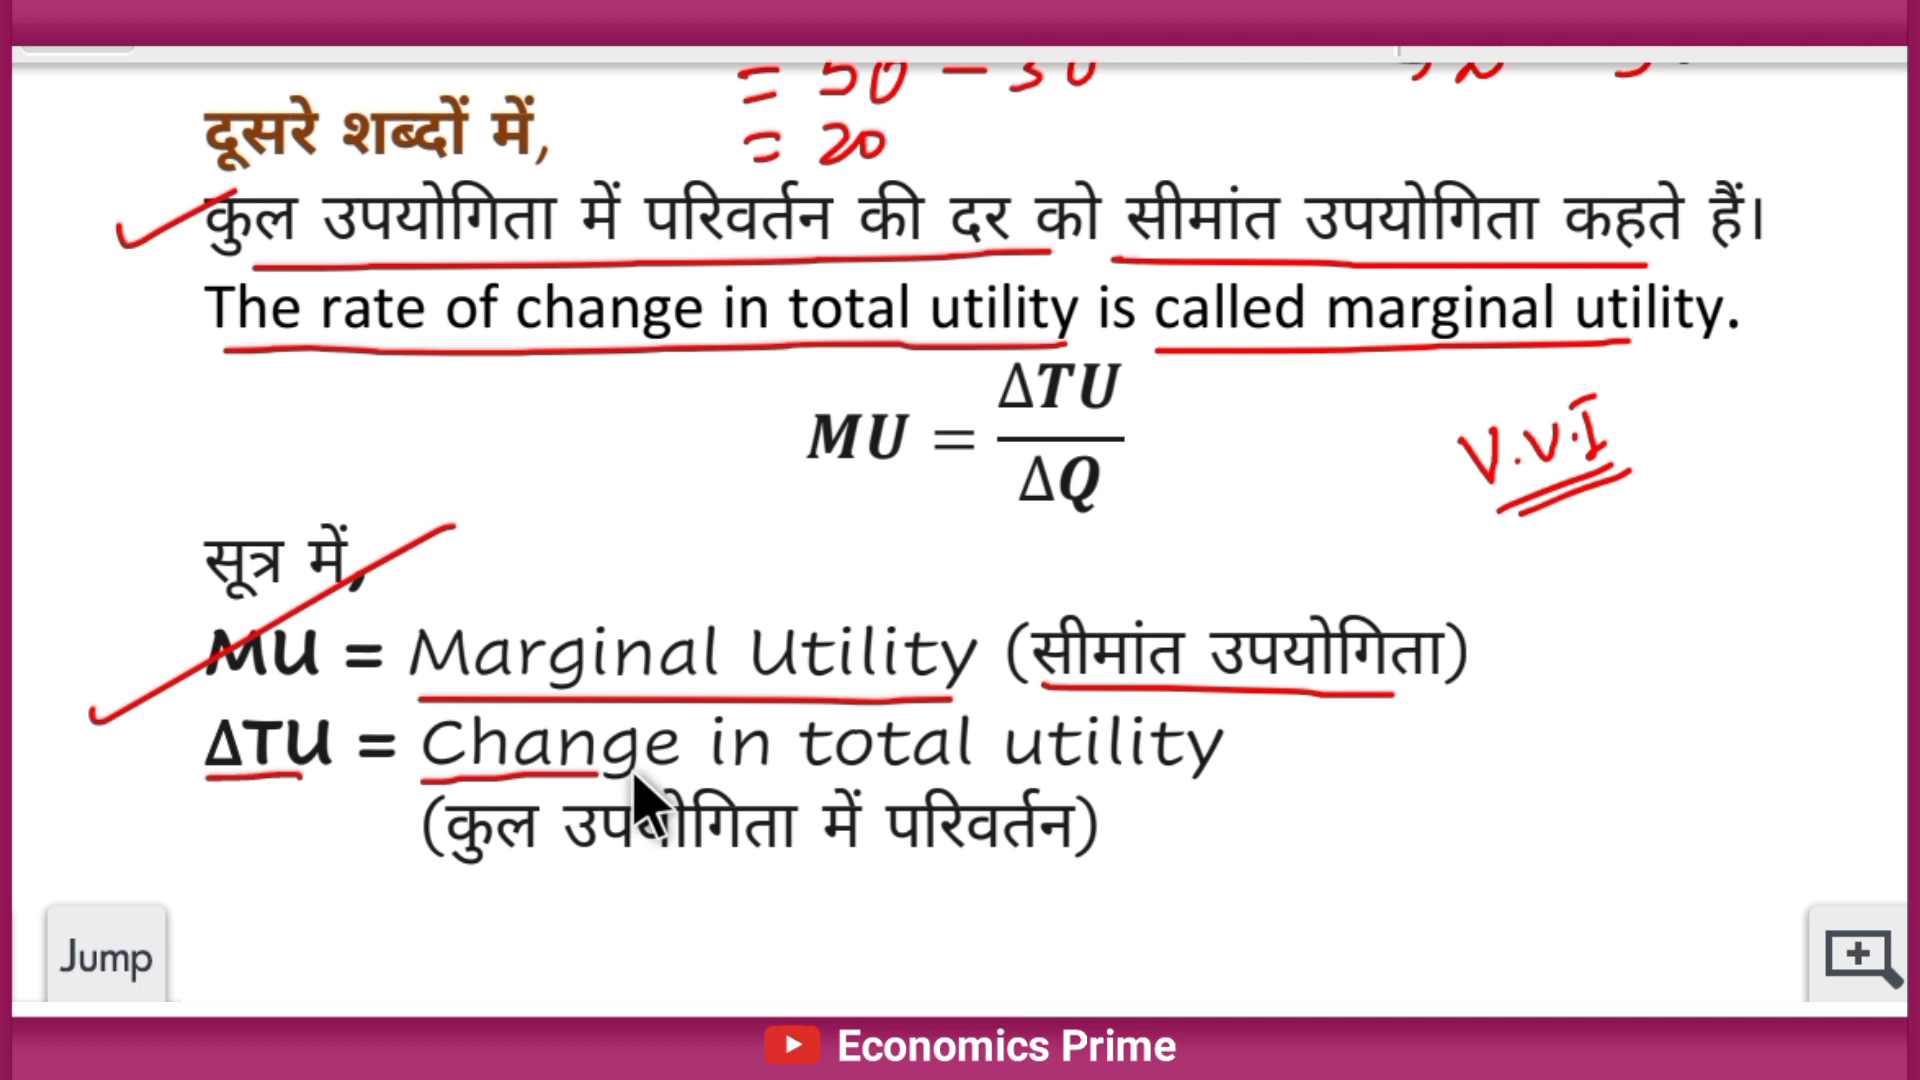 = 50 - 30
दूसरे शब्दों में,
= 20
कुल उपयोगिता में परिवर्तन की दर को सीमांत उपयोगिता कहते हैं।
The rate of change in total utility is called marginal utility.
MU = ΔTU / ΔQ
V.V.I
सूत्र में,
MU = Marginal Utility (सीमांत उपयोगिता)
ΔTU = Change in total utility
(कुल उपयोगिता में परिवर्तन)
Jump
Economics Prime